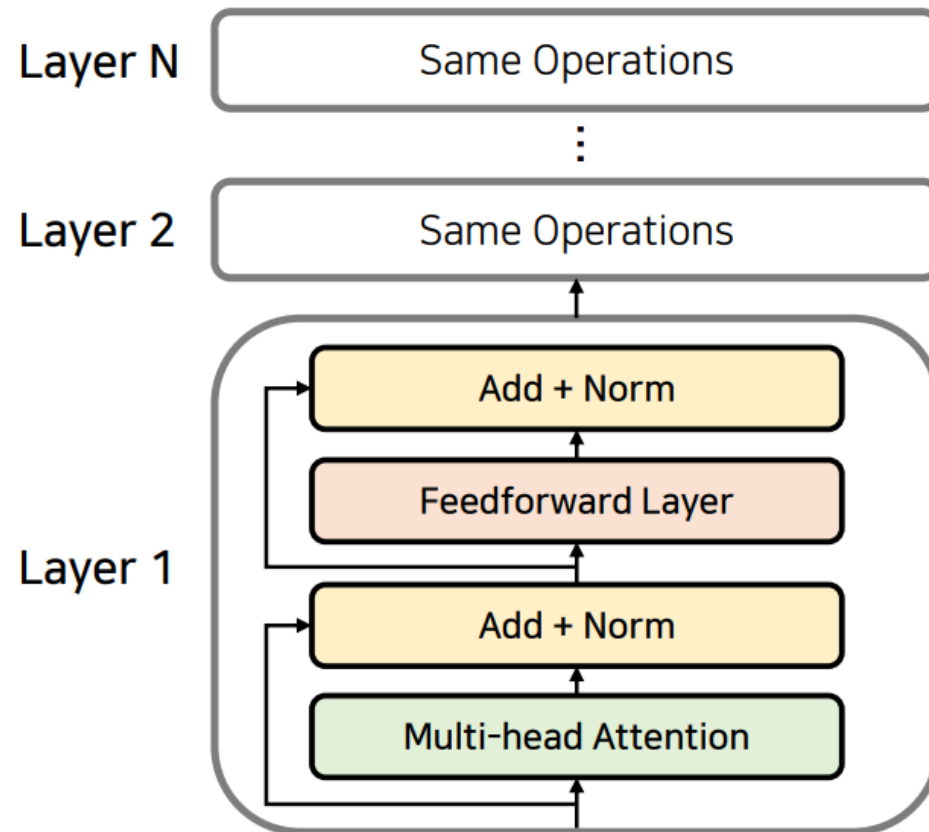 Layer N
Same Operations
⋮
Layer 2
Same Operations
Layer 1
Add + Norm
Feedforward Layer
Add + Norm
Multi-head Attention